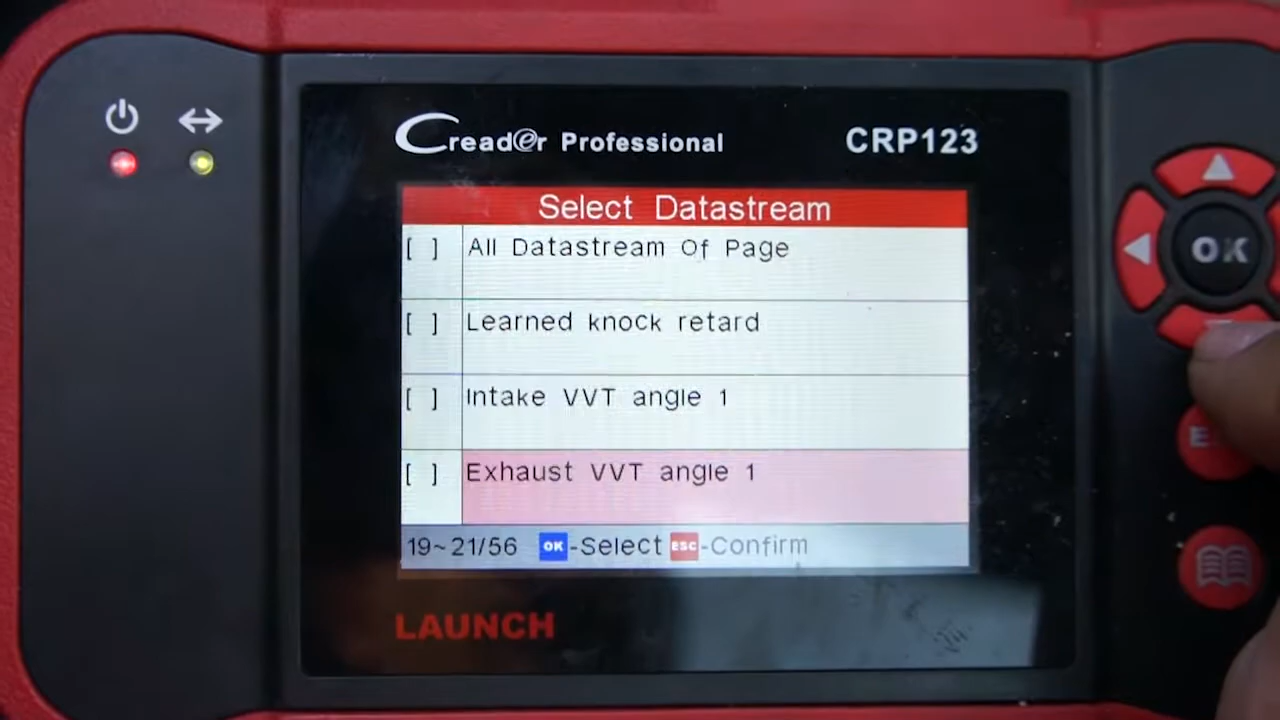 Creader Professional CRP123
Select Datastream
[ ] All Datastream Of Page
[ ] Learned knock retard
[ ] Intake VVT angle 1
[ ] Exhaust VVT angle 1
19~21/56 OK-Select ESC-Confirm
LAUNCH
OK